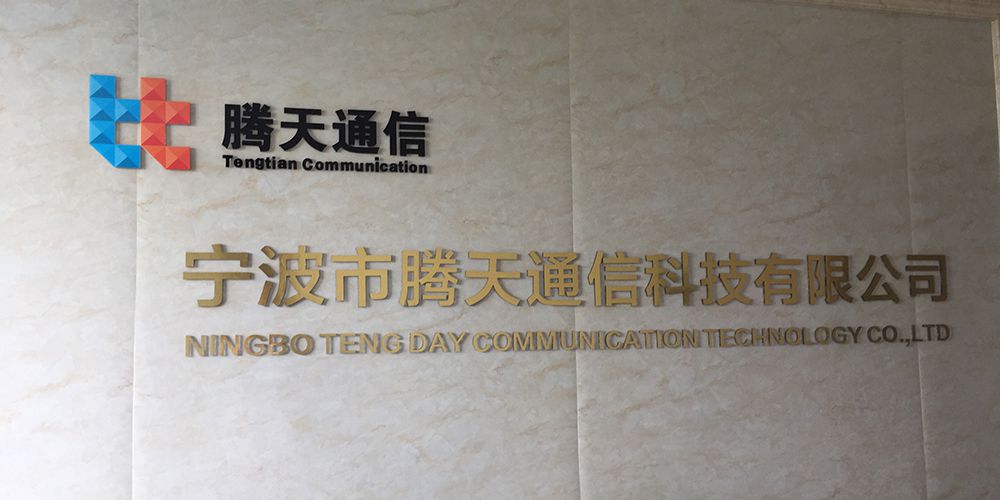 腾天通信
Tengtian Communication
宁波市腾天通信科技有限公司
NINGBO TENG DAY COMMUNICATION TECHNOLOGY CO.,LTD